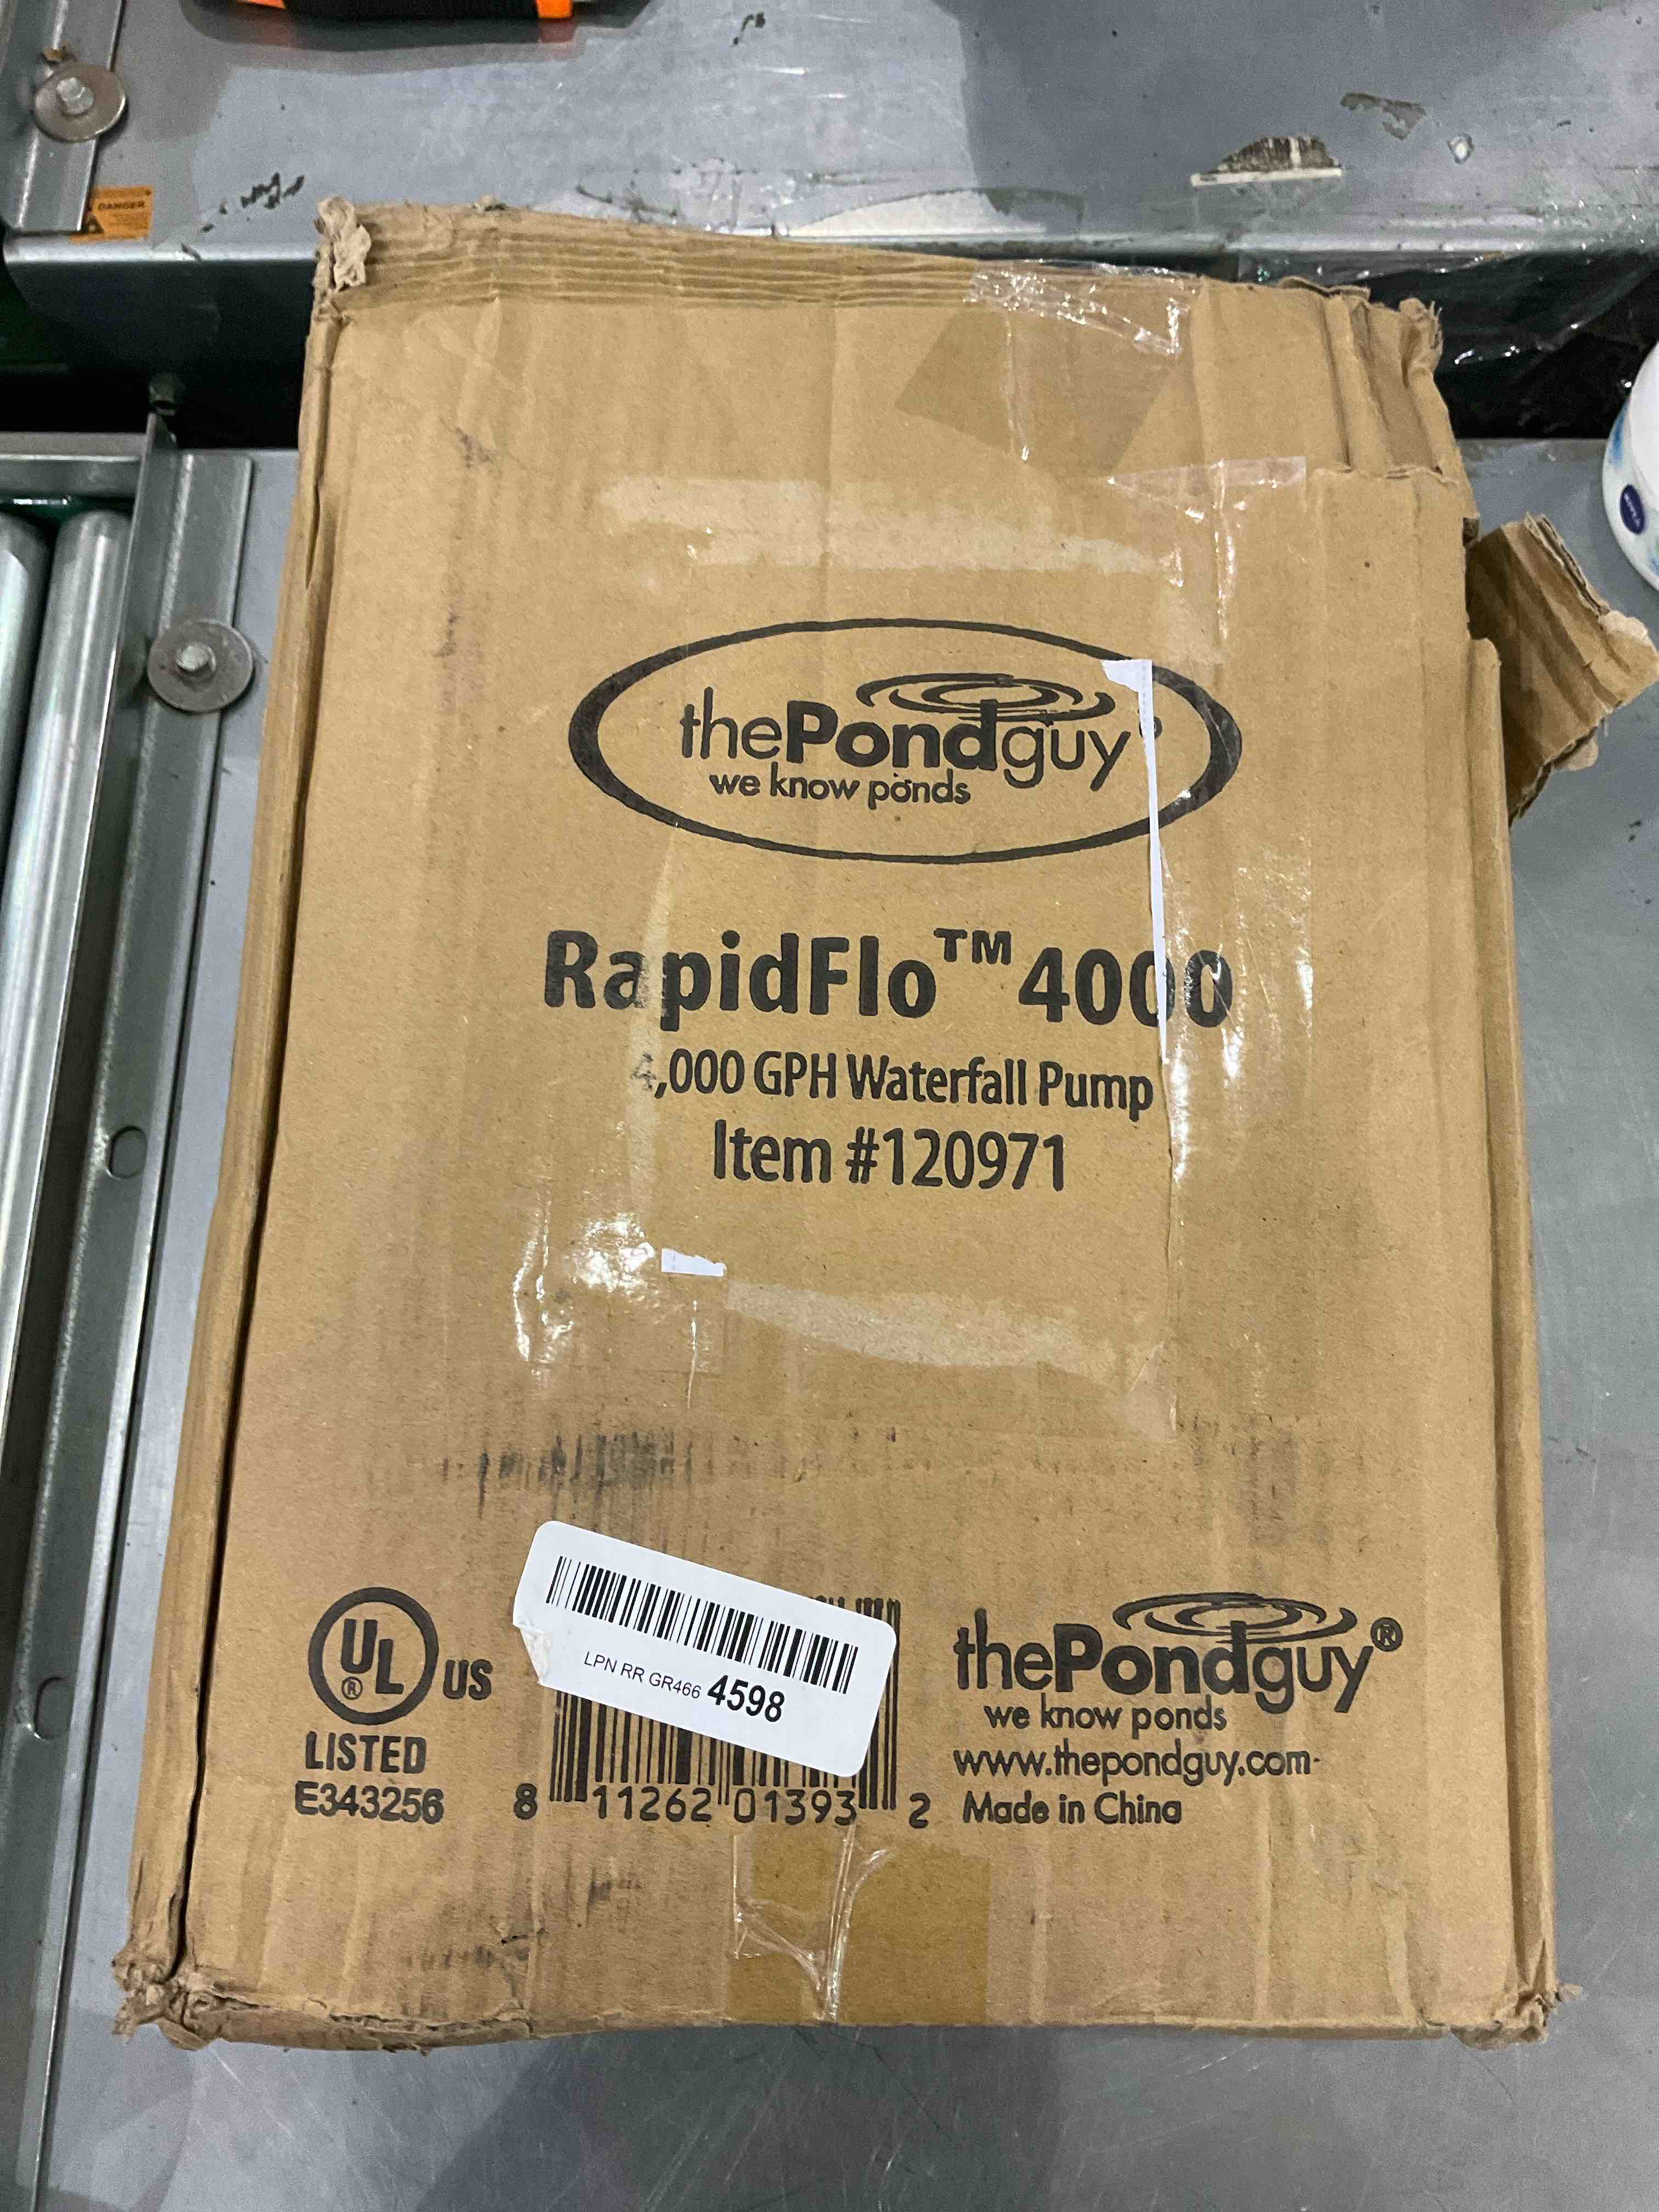 DANGER
NIVEA
thePondguy®
we know ponds
RapidFlo™ 4000
4,000 GPH Waterfall Pump
Item #120971
UL® US
LISTED
E343256
LPN RR GR466 4598
8 11262 01393 2
thePondguy®
we know ponds
www.thepondguy.com
Made in China